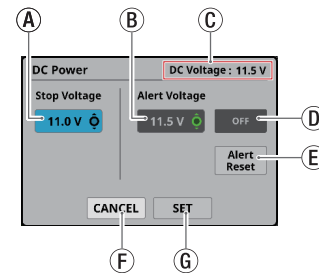 A B C
DC Power DC Voltage : 11.5 V
Stop Voltage Alert Voltage
11.0 V 11.5 V OFF D
Alert
Reset E
CANCEL SET
F G